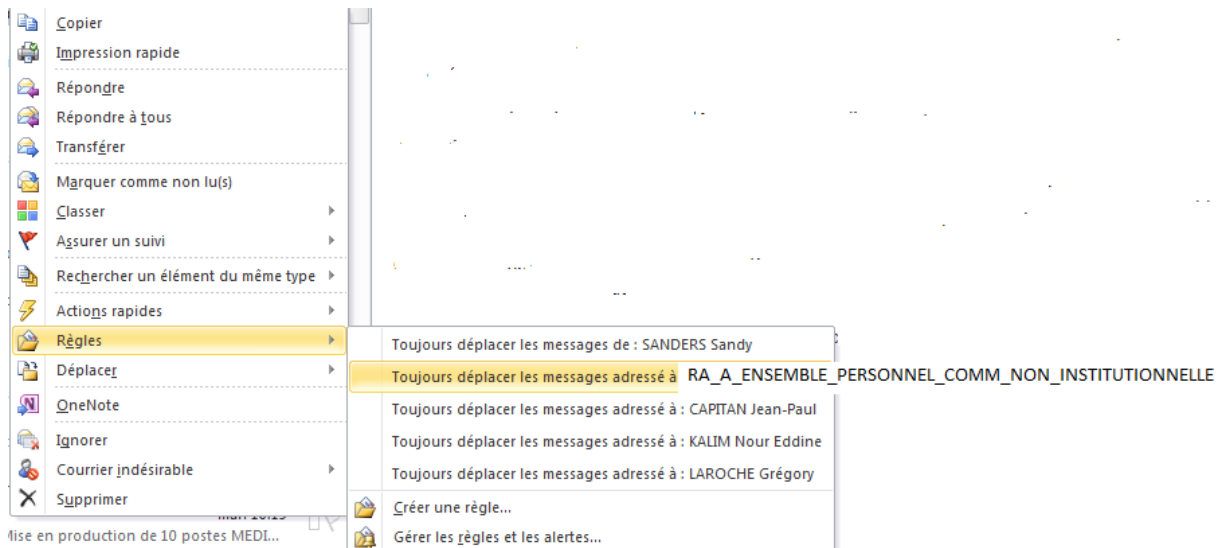 Copier
Impression rapide
Répondre
Répondre à tous
Transférer
Marquer comme non lu(s)
Classer
Assurer un suivi
Rechercher un élément du même type
Actions rapides
Règles
Déplacer
OneNote
Ignorer
Courrier indésirable
Supprimer
Mise en production de 10 postes MEDI...
Toujours déplacer les messages de : SANDERS Sandy
Toujours déplacer les messages adressé à RA_A_ENSEMBLE_PERSONNEL_COMM_NON_INSTITUTIONNELLE
Toujours déplacer les messages adressé à : CAPITAN Jean-Paul
Toujours déplacer les messages adressé à : KALIM Nour Eddine
Toujours déplacer les messages adressé à : LAROCHE Grégory
Créer une règle...
Gérer les règles et les alertes...